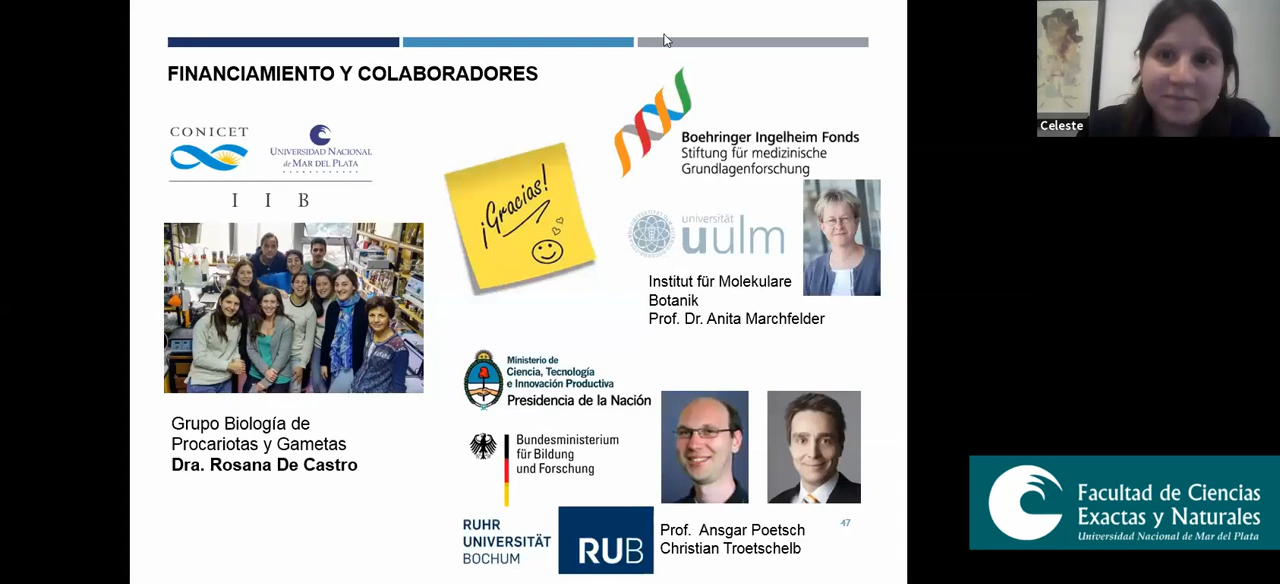 FINANCIAMIENTO Y COLABORADORES
CONICET
UNIVERSIDAD NACIONAL
DE MAR DEL PLATA
I I B
¡Gracias!
Boehringer Ingelheim Fonds
Stiftung für medizinische
Grundlagenforschung
universität
uulm
Institut für Molekulare
Botanik
Prof. Dr. Anita Marchfelder
Grupo Biología de
Procariotas y Gametas
Dra. Rosana De Castro
Ministerio de
Ciencia, Tecnología
e Innovación Productiva
Presidencia de la Nación
Bundesministerium
für Bildung
und Forschung
RUHR
UNIVERSITÄT
BOCHUM
RUB
Prof. Ansgar Poetsch
Christian Troetschelb
47
Celeste
Facultad de Ciencias
Exactas y Naturales
Universidad Nacional de Mar del Plata